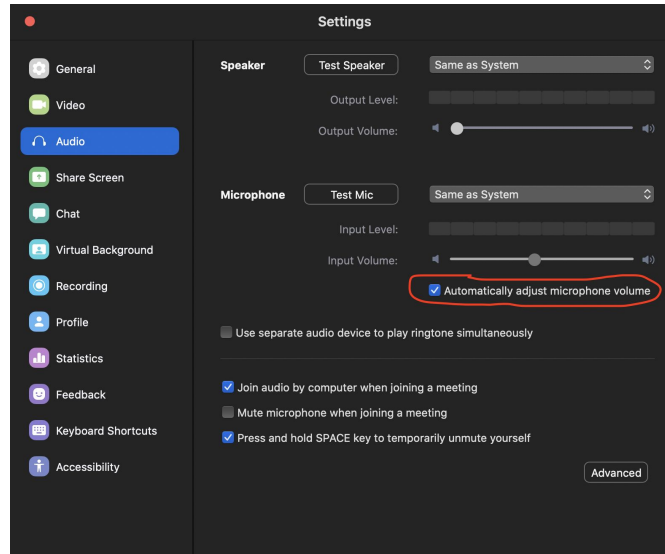 Settings
General
Video
Audio
Share Screen
Chat
Virtual Background
Recording
Profile
Statistics
Feedback
Keyboard Shortcuts
Accessibility
Speaker Test Speaker Same as System
Output Level:
Output Volume:
Microphone Test Mic Same as System
Input Level:
Input Volume:
Automatically adjust microphone volume
Use separate audio device to play ringtone simultaneously
Join audio by computer when joining a meeting
Mute microphone when joining a meeting
Press and hold SPACE key to temporarily unmute yourself
Advanced